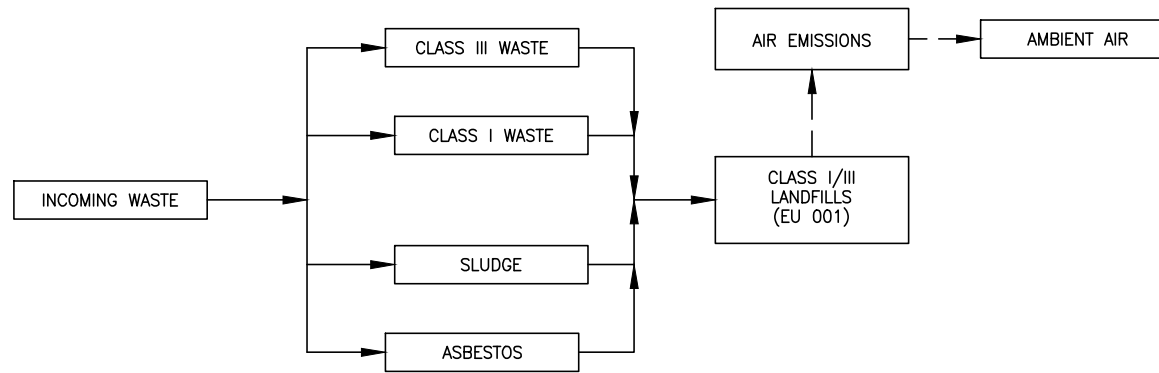 CLASS III WASTE
AIR EMISSIONS
AMBIENT AIR
CLASS I WASTE
INCOMING WASTE
CLASS I/III
LANDFILLS
(EU 001)
SLUDGE
ASBESTOS